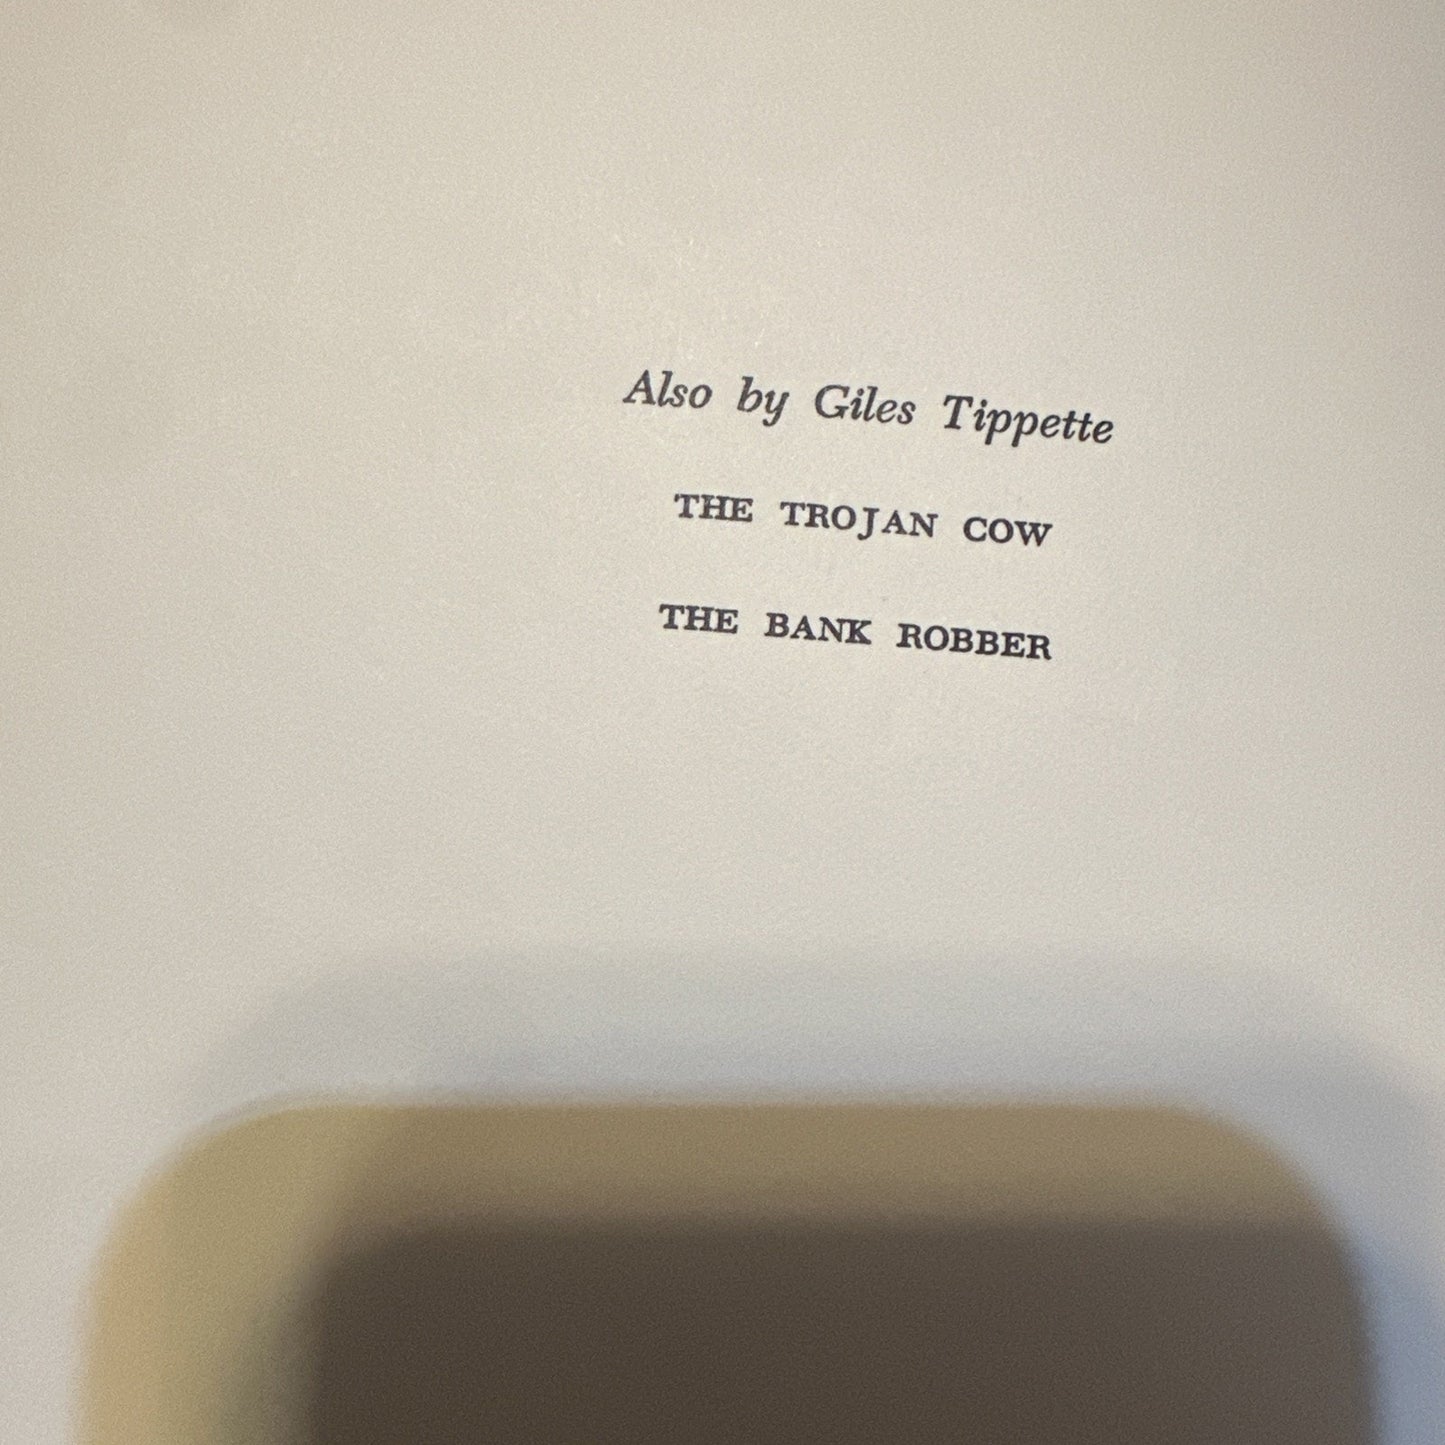 Also by Giles Tippette
THE TROJAN COW
THE BANK ROBBER